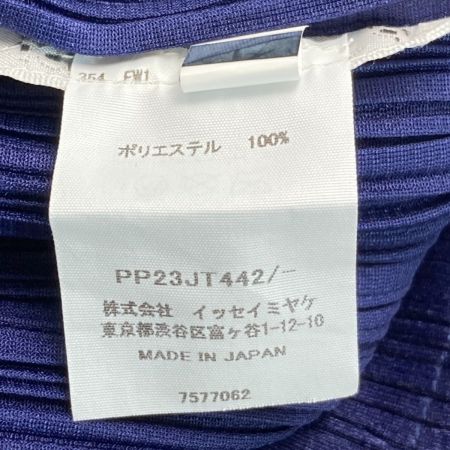 354 FW1
ポリエステル 100%
PP23JT442/-
株式会社 イッセイミヤケ
東京都渋谷区富ヶ谷1-12-10
MADE IN JAPAN
7577062